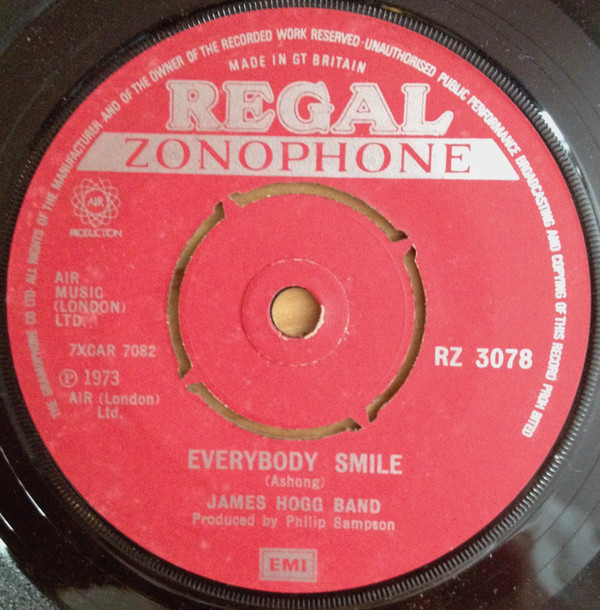 THE GRAMOPHONE CO LTD. ALL RIGHTS OF THE MANUFACTURER AND OF THE OWNER OF THE RECORDED WORK RESERVED · UNAUTHORISED PUBLIC PERFORMANCE BROADCASTING AND COPYING OF THIS RECORD PROHIBITED
MADE IN GT BRITAIN
REGAL
ZONOPHONE
AIR
PRODUCTION
AIR
MUSIC
(LONDON)
LTD.
7XCAR 7082
RZ 3078
Ⓟ 1973
AIR (London)
Ltd.
EVERYBODY SMILE
(Ashong)
JAMES HOGG BAND
Produced by Philip Sampson
EMI